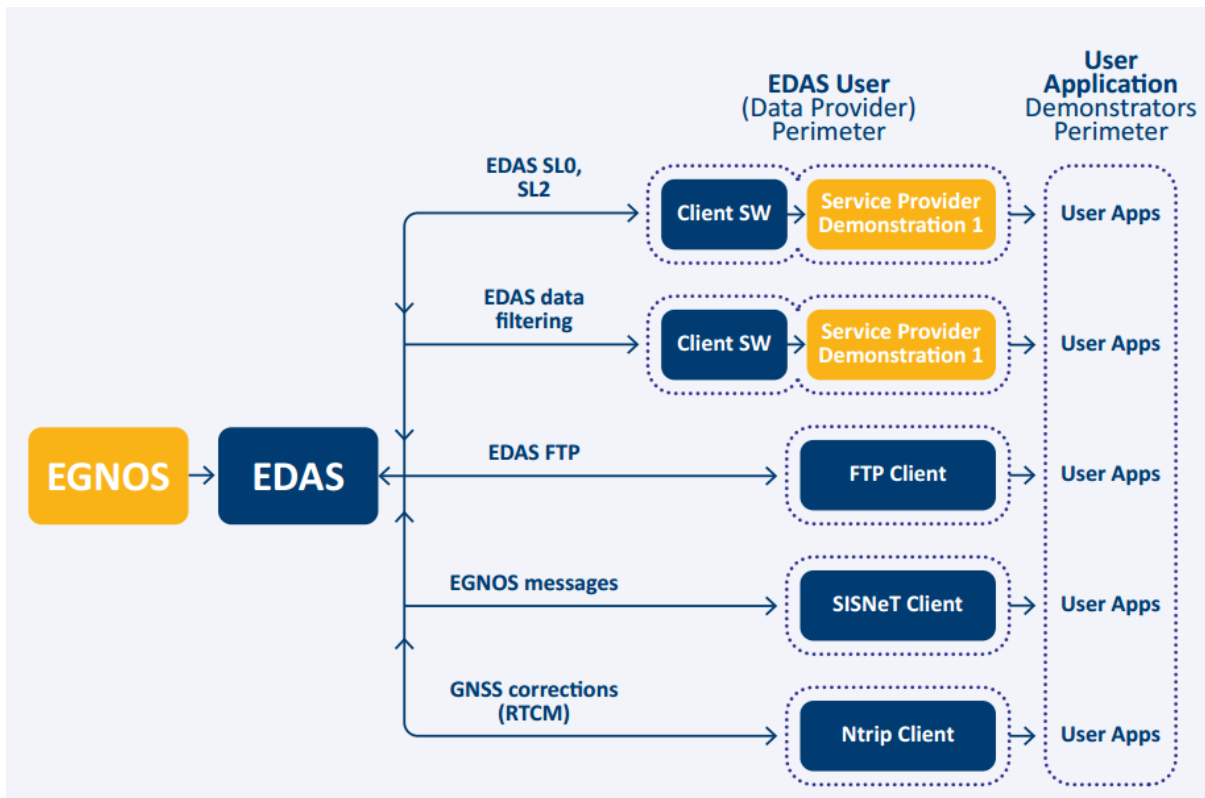 EDAS User
(Data Provider)
Perimeter
User
Application
Demonstrators
Perimeter
EDAS SL0,
SL2
Client SW
Service Provider
Demonstration 1
User Apps
EDAS data
filtering
Client SW
Service Provider
Demonstration 1
User Apps
EGNOS
EDAS
EDAS FTP
FTP Client
User Apps
EGNOS messages
SISNeT Client
User Apps
GNSS corrections
(RTCM)
Ntrip Client
User Apps